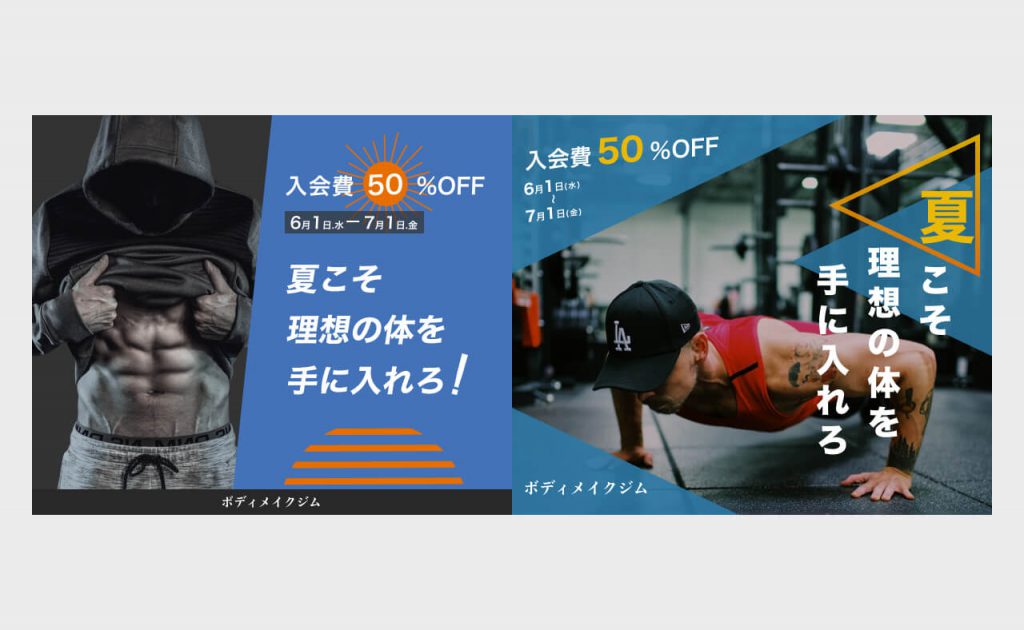 入会費 50 %OFF
6月1日.水ー7月1日.金
夏こそ
理想の体を
手に入れろ!
ボディメイクジム
入会費 50 %OFF
6月1日(水)
~
7月1日(金)
夏こそ
理想の体を
手に入れろ
LA
ボディメイクジム